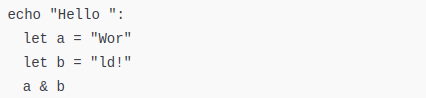 echo "Hello ":
  let a = "Wor"
  let b = "ld!"
  a & b